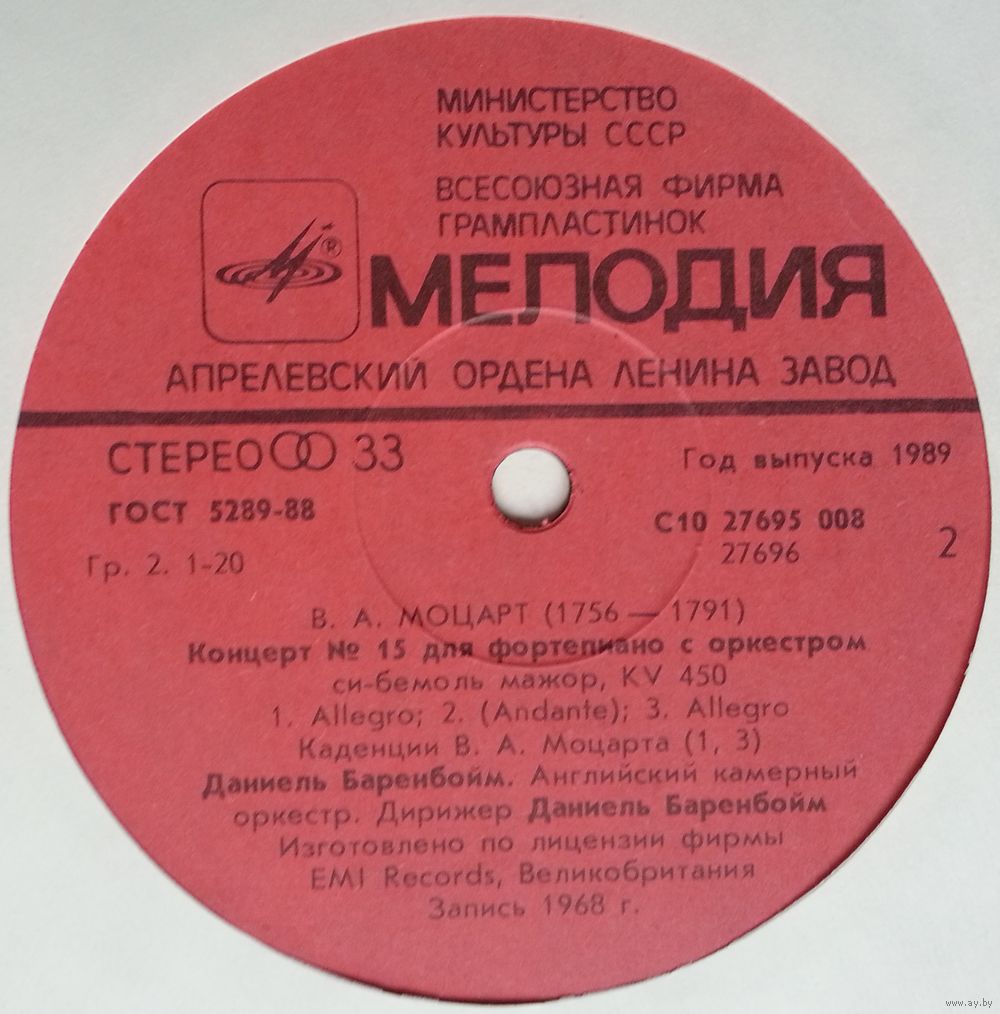 МИНИСТЕРСТВО
КУЛЬТУРЫ СССР
ВСЕСОЮЗНАЯ ФИРМА
ГРАМПЛАСТИНОК
®
МЕЛОДИЯ
АПРЕЛЕВСКИЙ ОРДЕНА ЛЕНИНА ЗАВОД
СТЕРЕО 33
Год выпуска 1989
ГОСТ 5289-88
С10 27695 008
27696
2
Гр. 2. 1-20
В. А. МОЦАРТ (1756 — 1791)
Концерт № 15 для фортепиано с оркестром
си-бемоль мажор, KV 450
1. Allegro; 2. (Andante); 3. Allegro
Каденции В. А. Моцарта (1, 3)
Даниель Баренбойм. Английский камерный
оркестр. Дирижер Даниель Баренбойм
Изготовлено по лицензии фирмы
EMI Records, Великобритания
Запись 1968 г.
www.ay.by